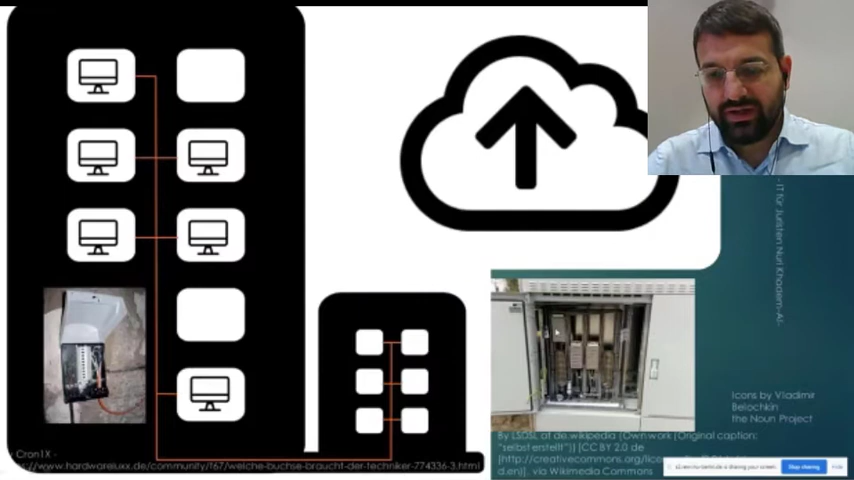 - IT für Juristen Nuri Khadem-Al-
Icons by Vladimir
Belochkin
the Noun Project
By LSDSL at de.wikipedia (Own work (Original caption:
"selbst erstellt")) [CC BY 2.0 de
en)], via Wikimedia Commons
Cron1X -
www.hardwareluxx.de/community/f67/welche-buchse-braucht-der-techniker-774336-3.html
is sharing your screen.
Stop sharing
Hide